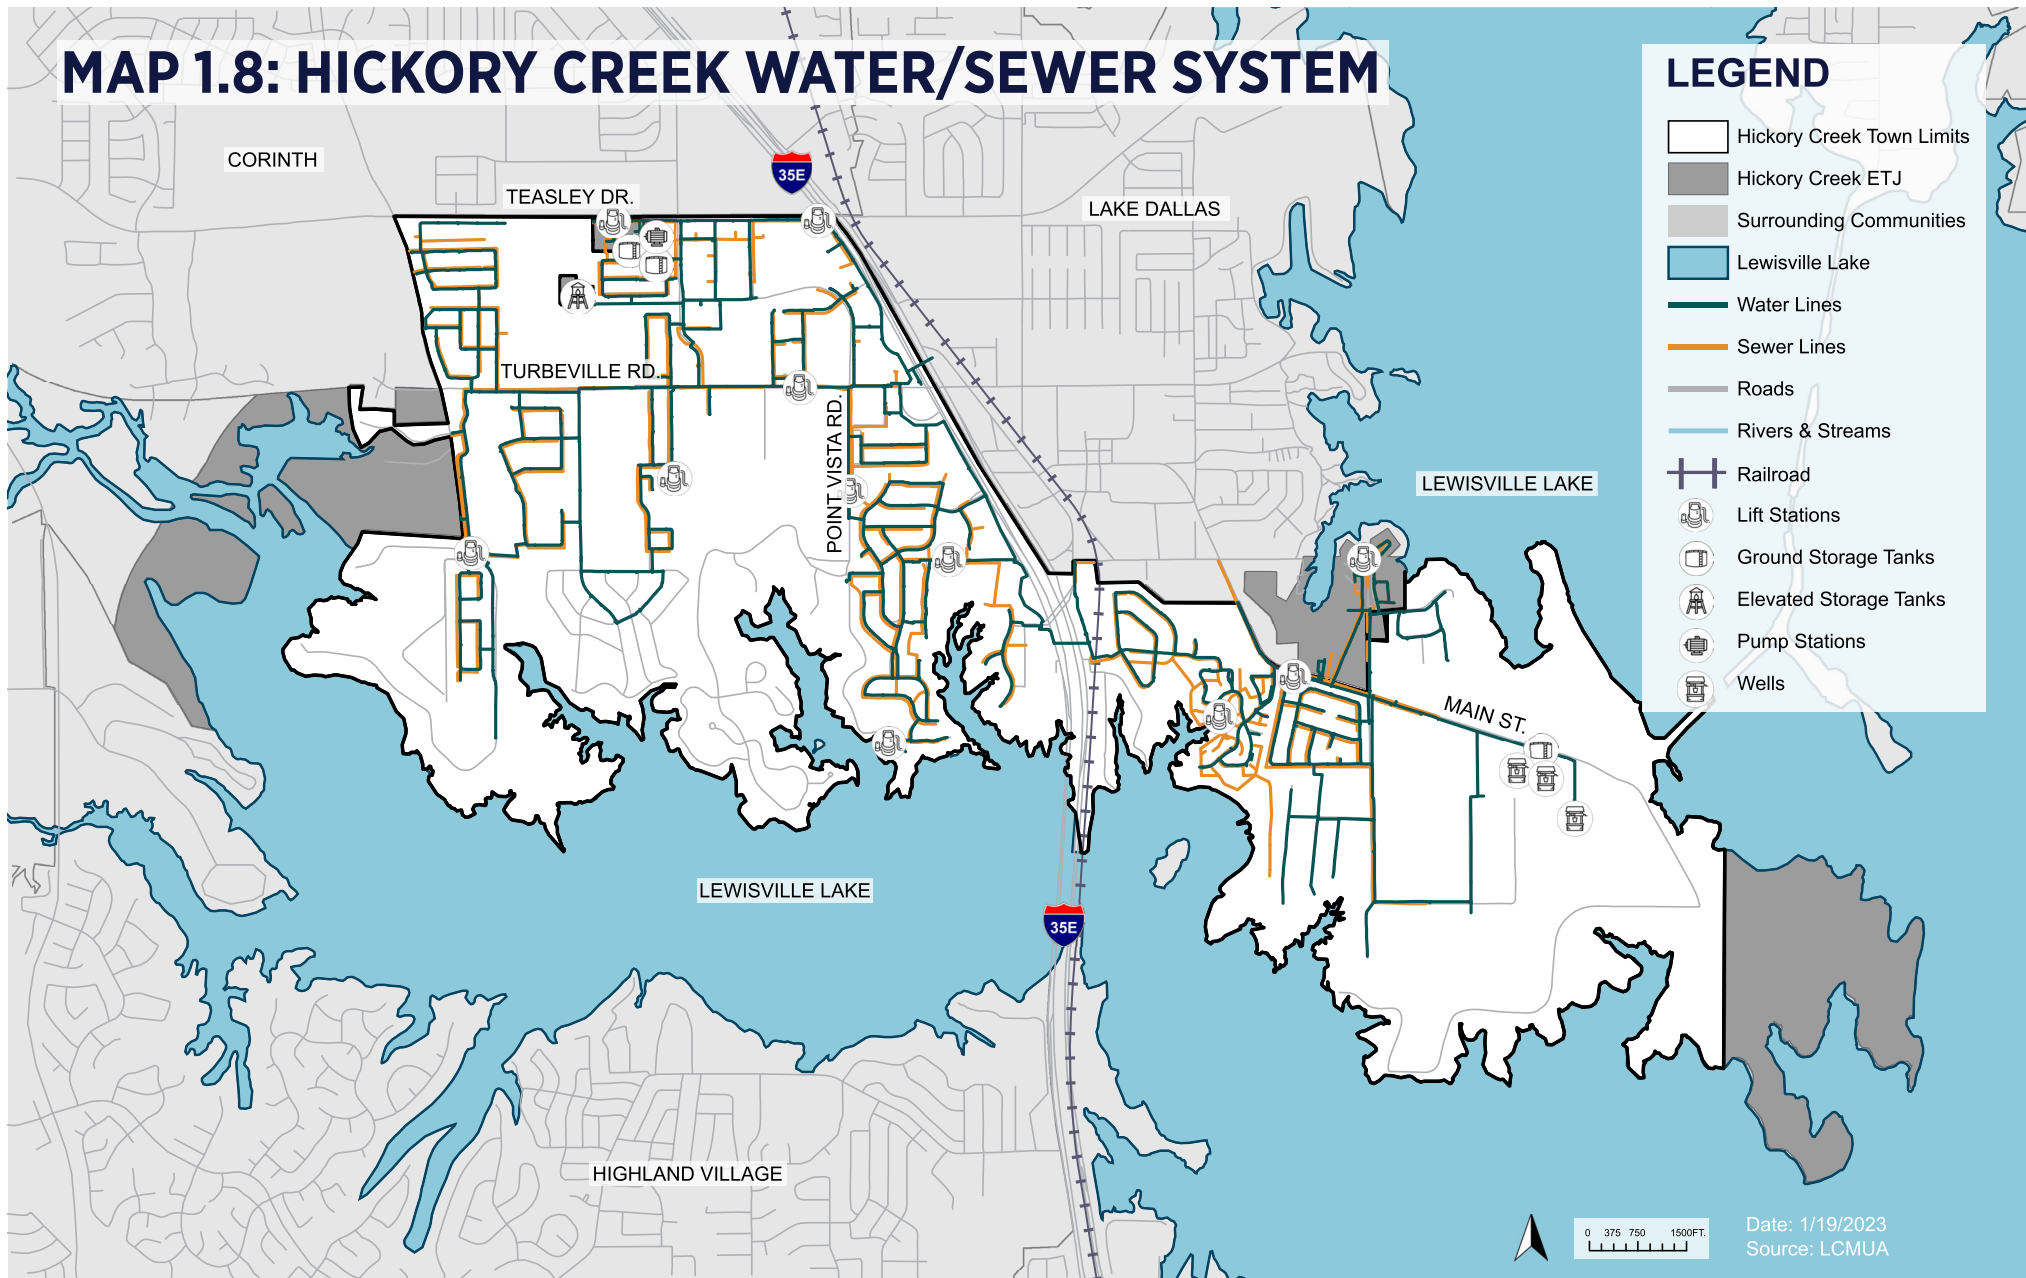 MAP 1.8: HICKORY CREEK WATER/SEWER SYSTEM
LEGEND
Hickory Creek Town Limits
Hickory Creek ETJ
Surrounding Communities
Lewisville Lake
Water Lines
Sewer Lines
Roads
Rivers & Streams
Railroad
Lift Stations
Ground Storage Tanks
Elevated Storage Tanks
Pump Stations
Wells
CORINTH
35E
TEASLEY DR.
LAKE DALLAS
TURBEVILLE RD.
POINT VISTA RD.
LEWISVILLE LAKE
MAIN ST.
LEWISVILLE LAKE
35E
HIGHLAND VILLAGE
0 375 750 1500FT.
Date: 1/19/2023
Source: LCMUA